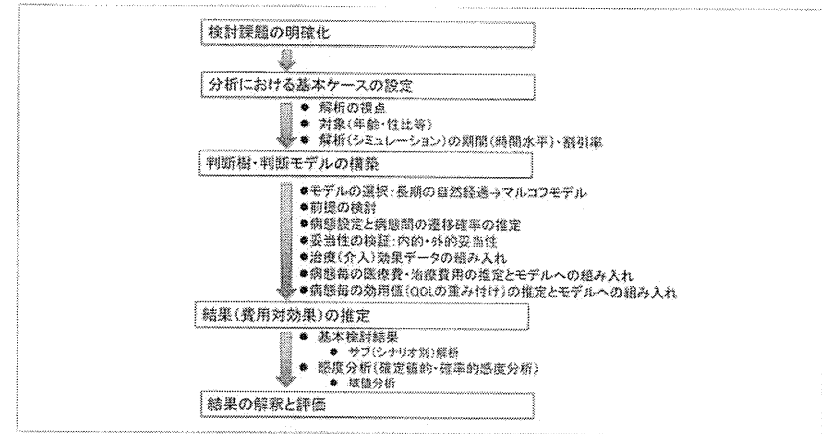 検討課題の明確化
分析における基本ケースの設定
● 解析の視点
● 対象(年齢・性比等)
● 解析(シミュレーション)の期間(時間水平)・割引率
判断樹・判断モデルの構築
●モデルの選択:長期の自然経過→マルコフモデル
●前提の検討
●病態設定と病態間の遷移確率の推定
●妥当性の検証:内的・外的妥当性
●治療(介入)効果データの組み入れ
●病態毎の医療費・治療費用の推定とモデルへの組み入れ
●病態毎の効用値(QOLの重み付け)の推定とモデルへの組み入れ
結果(費用対効果)の推定
● 基本検討結果
● サブ(シナリオ別)解析
● 感度分析(確定値的・確率的感度分析)
● 閾値分析
結果の解釈と評価